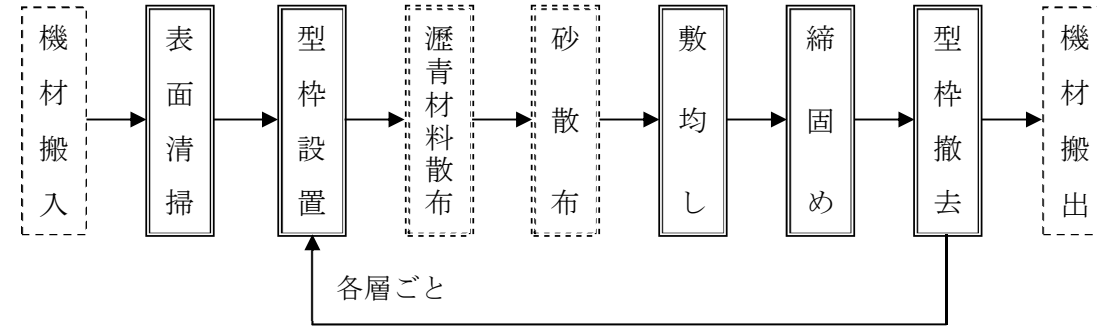 機材搬入
表面清掃
型枠設置
瀝青材料散布
砂散布
敷均し
締固め
型枠撤去
機材搬出
各層ごと